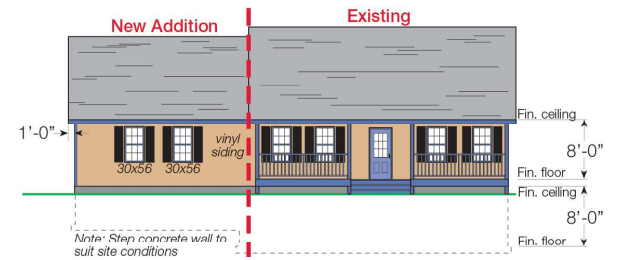 New Addition
Existing
Fin. ceiling
1'-0"
vinyl
siding
8'-0"
30x56 30x56
Fin. floor
Fin. ceiling
8'-0"
Note: Step concrete wall to
suit site conditions
Fin. floor